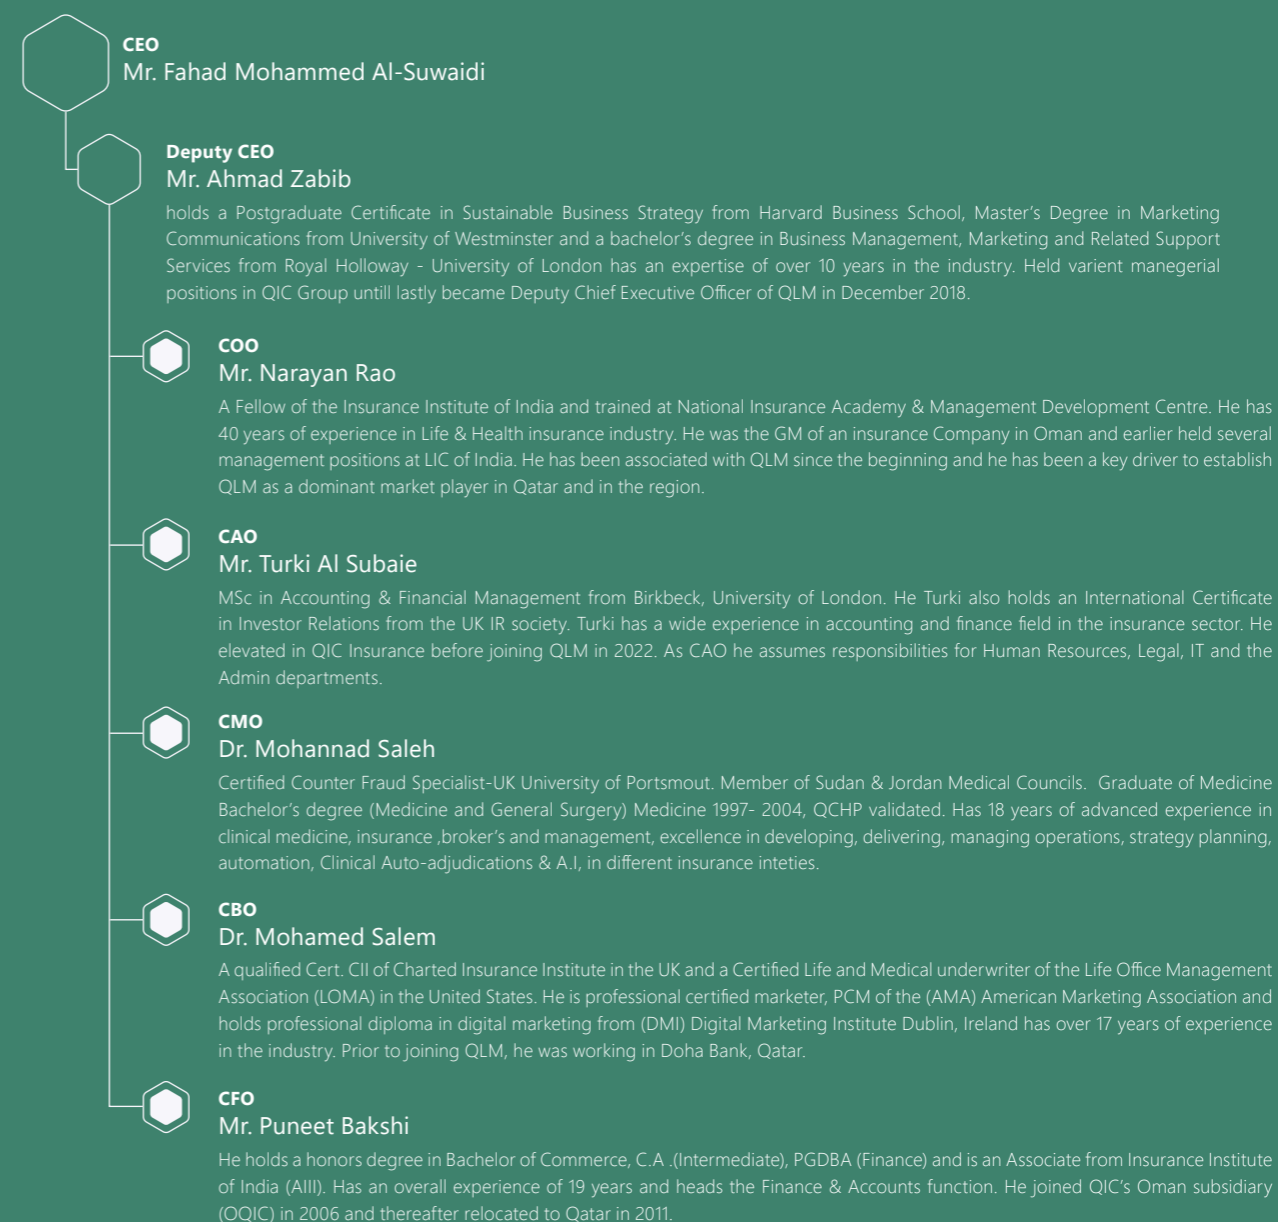 CEO
Mr. Fahad Mohammed Al-Suwaidi
Deputy CEO
Mr. Ahmad Zabib
holds a Postgraduate Certificate in Sustainable Business Strategy from Harvard Business School, Master's Degree in Marketing
Communications from University of Westminster and a bachelor's degree in Business Management, Marketing and Related Support
Services from Royal Holloway - University of London has an expertise of over 10 years in the industry. Held varient manegerial
positions in QIC Group untill lastly became Deputy Chief Executive Officer of QLM in December 2018.
COO
Mr. Narayan Rao
A Fellow of the Insurance Institute of India and trained at National Insurance Academy & Management Development Centre. He has
40 years of experience in Life & Health insurance industry. He was the GM of an insurance Company in Oman and earlier held several
management positions at LIC of India. He has been associated with QLM since the beginning and he has been a key driver to establish
QLM as a dominant market player in Qatar and in the region.
CAO
Mr. Turki Al Subaie
MSc in Accounting & Financial Management from Birkbeck, University of London. He Turki also holds an International Certificate
in Investor Relations from the UK IR society. Turki has a wide experience in accounting and finance field in the insurance sector. He
elevated in QIC Insurance before joining QLM in 2022. As CAO he assumes responsibilities for Human Resources, Legal, IT and the
Admin departments.
CMO
Dr. Mohannad Saleh
Certified Counter Fraud Specialist-UK University of Portsmout. Member of Sudan & Jordan Medical Councils.  Graduate of Medicine
Bachelor's degree (Medicine and General Surgery) Medicine 1997- 2004, QCHP validated. Has 18 years of advanced experience in
clinical medicine, insurance ,broker's and management, excellence in developing, delivering, managing operations, strategy planning,
automation, Clinical Auto-adjudications & A.I, in different insurance inteties.
CBO
Dr. Mohamed Salem
A qualified Cert. CII of Charted Insurance Institute in the UK and a Certified Life and Medical underwriter of the Life Office Management
Association (LOMA) in the United States. He is professional certified marketer, PCM of the (AMA) American Marketing Association and
holds professional diploma in digital marketing from (DMI) Digital Marketing Institute Dublin, Ireland has over 17 years of experience
in the industry. Prior to joining QLM, he was working in Doha Bank, Qatar.
CFO
Mr. Puneet Bakshi
He holds a honors degree in Bachelor of Commerce, C.A .(Intermediate), PGDBA (Finance) and is an Associate from Insurance Institute
of India (AIII). Has an overall experience of 19 years and heads the Finance & Accounts function. He joined QIC's Oman subsidiary
(OQIC) in 2006 and thereafter relocated to Qatar in 2011.